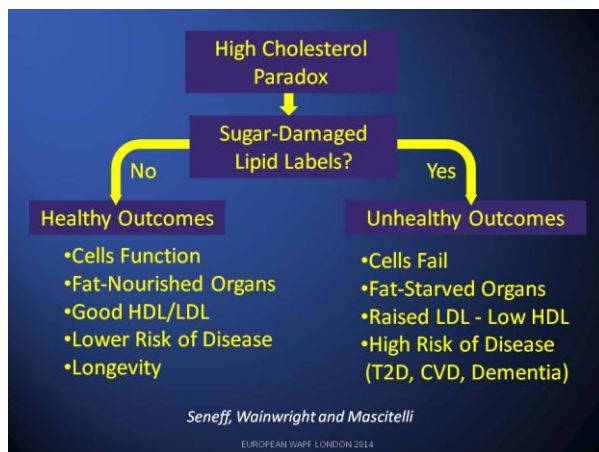 High Cholesterol
Paradox
Sugar-Damaged
Lipid Labels?
No
Yes
Healthy Outcomes
•Cells Function
•Fat-Nourished Organs
•Good HDL/LDL
•Lower Risk of Disease
•Longevity
Unhealthy Outcomes
•Cells Fail
•Fat-Starved Organs
•Raised LDL - Low HDL
•High Risk of Disease
(T2D, CVD, Dementia)
Seneff, Wainwright and Mascitelli
EUROPEAN WAPF LONDON 2014